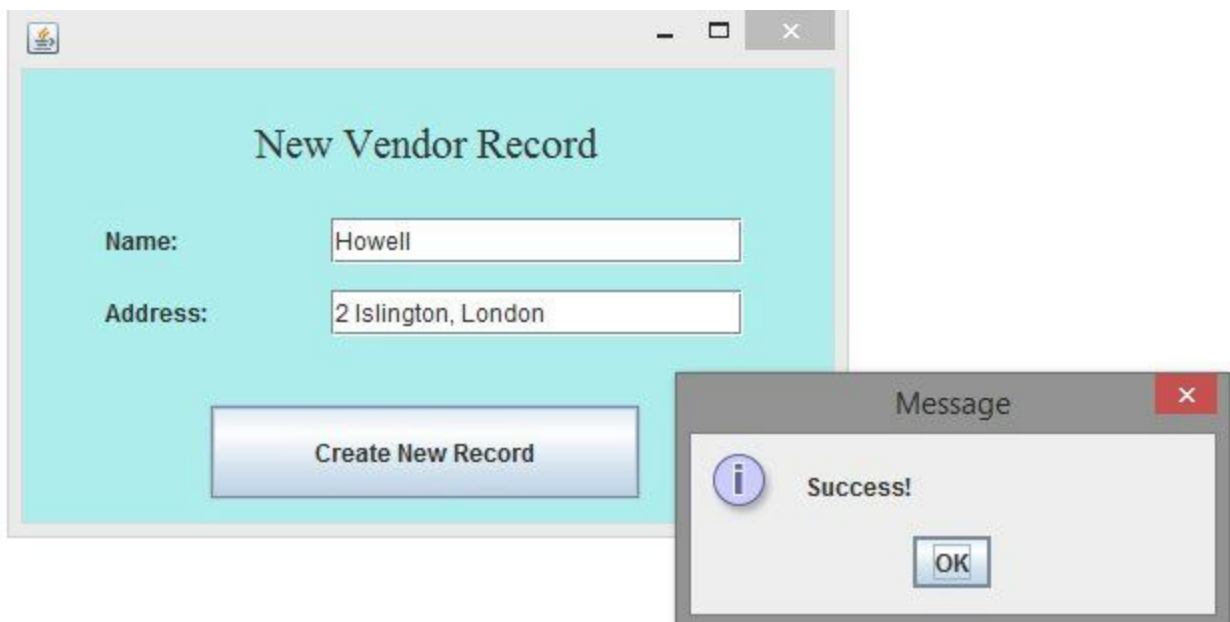 New Vendor Record
Name: Howell
Address: 2 Islington, London
Create New Record
Message
i
Success!
OK